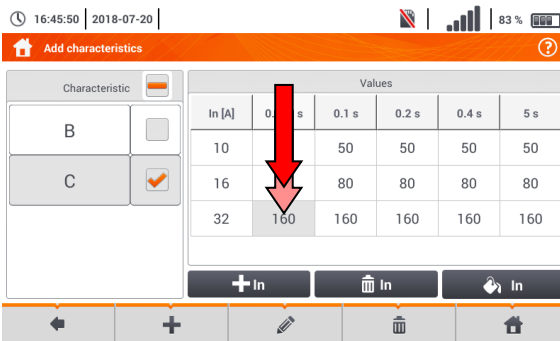 16:45:50 2018-07-20 83 %
Add characteristics ?
Characteristic Values
In [A] 0. s 0.1 s 0.2 s 0.4 s 5 s
B
10 50 50 50 50
C
16 80 80 80 80
32 160 160 160 160 160
In In In